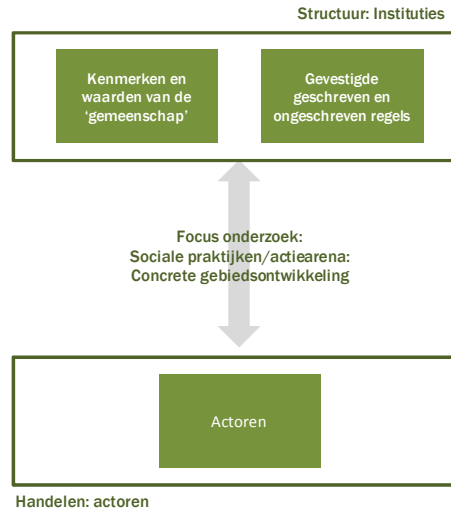 Structuur: Instituties
Kenmerken en
waarden van de
‘gemeenschap’
Gevestigde
geschreven en
ongeschreven regels
Focus onderzoek:
Sociale praktijken/actiearena:
Concrete gebiedsontwikkeling
Actoren
Handelen: actoren